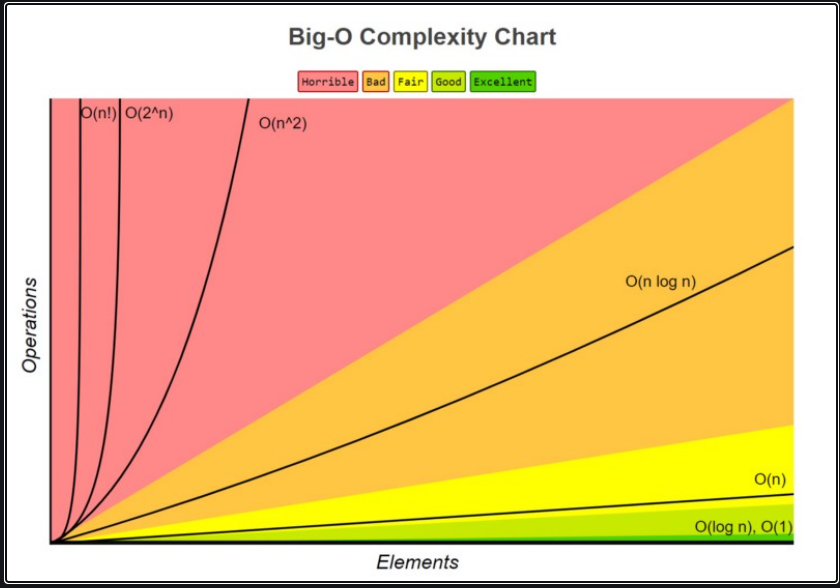 Big-O Complexity Chart
Horrible Bad Fair Good Excellent
O(n!) O(2^n)
O(n^2)
O(n log n)
O(n)
O(log n), O(1)
Operations
Elements